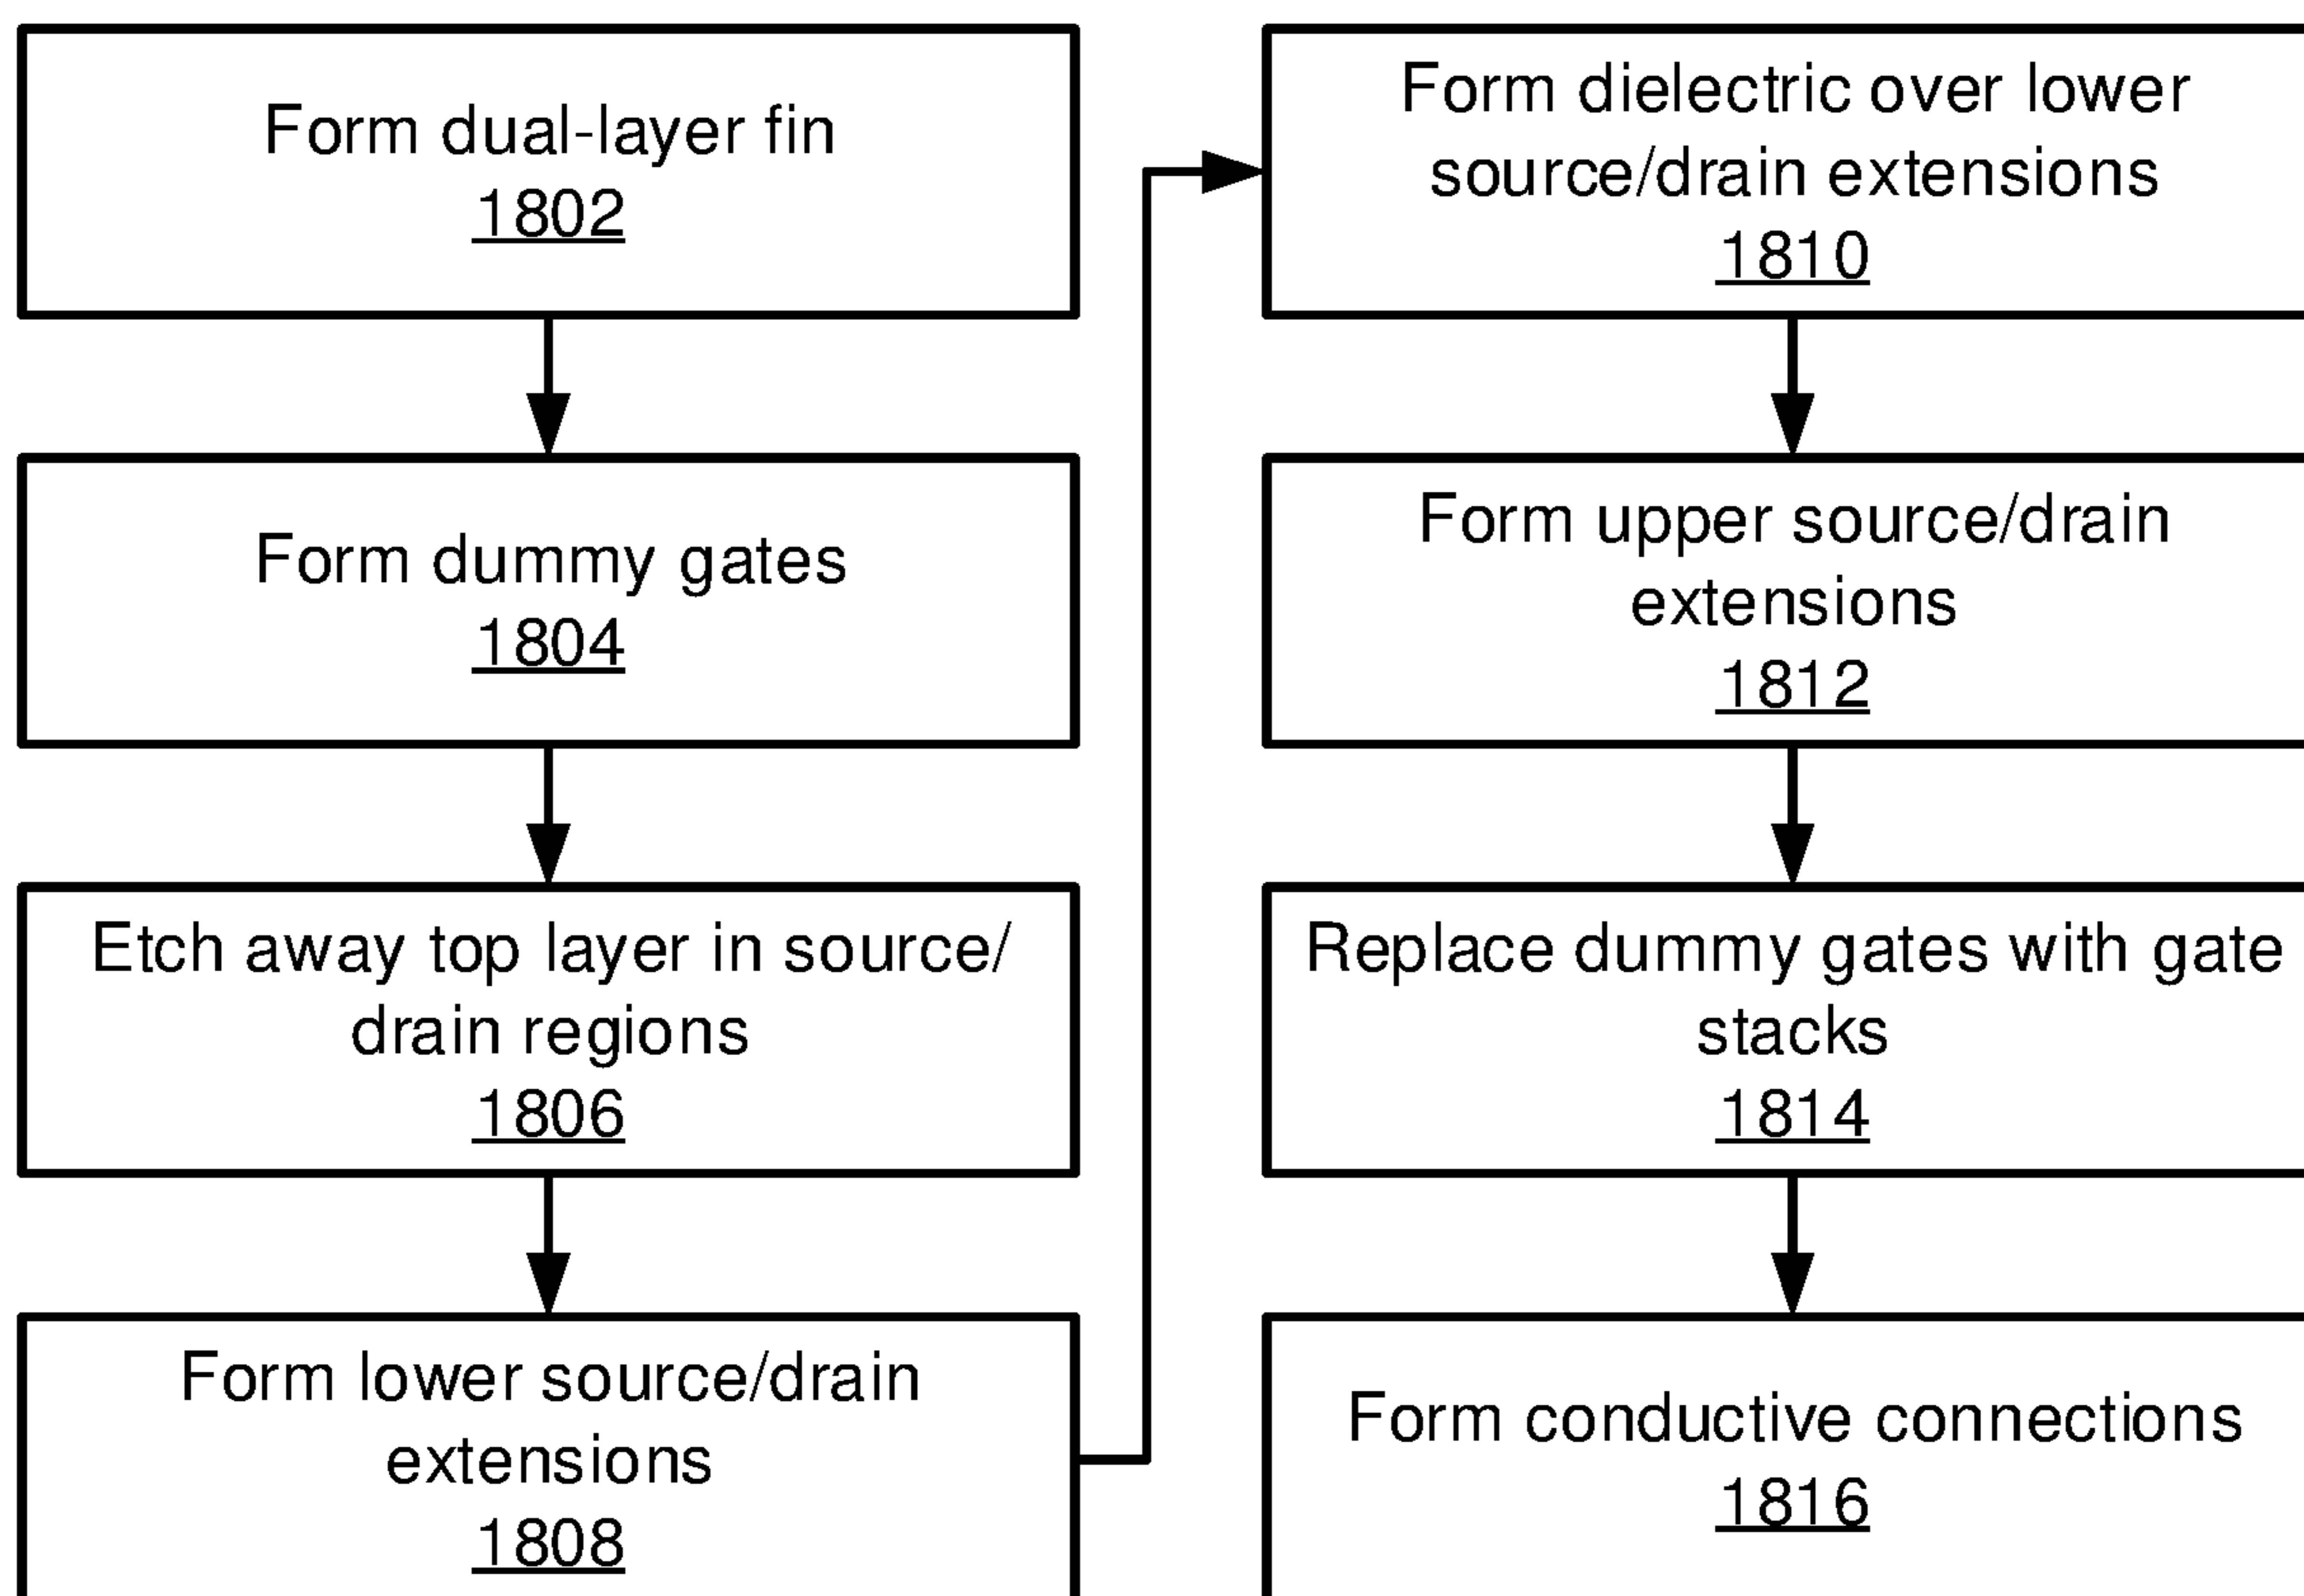 Form dual-layer fin
1802
Form dummy gates
1804
Etch away top layer in source/
drain regions
1806
Form lower source/drain
extensions
1808
Form dielectric over lower
source/drain extensions
1810
Form upper source/drain
extensions
1812
Replace dummy gates with gate
stacks
1814
Form conductive connections
1816